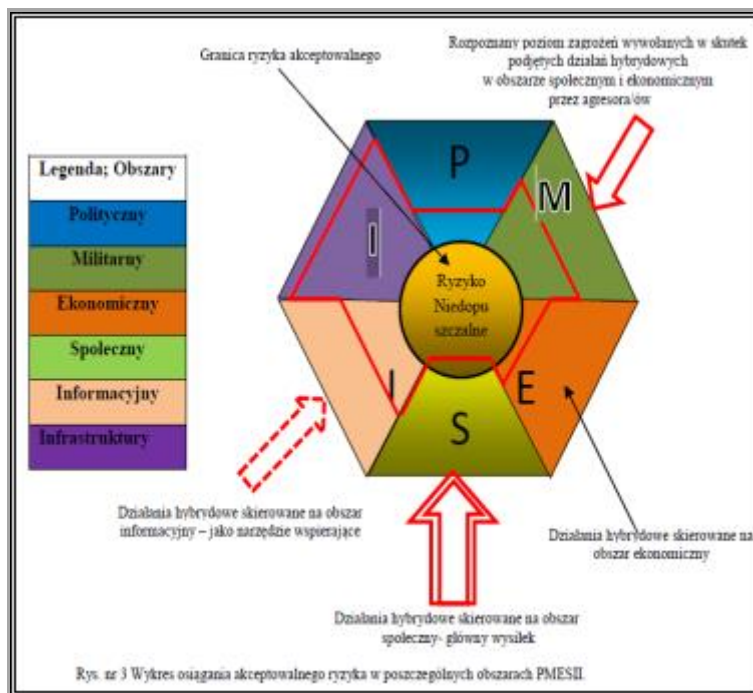 Granica ryzyka akceptowalnego
Rozpoznany poziom zagrożeń wywołanych w skutek
podjętych działań hybrydowych
w obszarze społecznym i ekonomicznym
przez agresora/ów
Legenda; Obszary
Polityczny
Militarny
Ekonomiczny
Społeczny
Informacyjny
Infrastruktury
P
M
I
Ryzyko
Niedopu
szczalne
I
E
S
Działania hybrydowe skierowane na obszar
informacyjny – jako narzędzie wspierające
Działania hybrydowe skierowane na
obszar ekonomiczny
Działania hybrydowe skierowane na obszar
społeczny- główny wysiłek
Rys. nr 3 Wykres osiągania akceptowalnego ryzyka w poszczególnych obszarach PMESII.